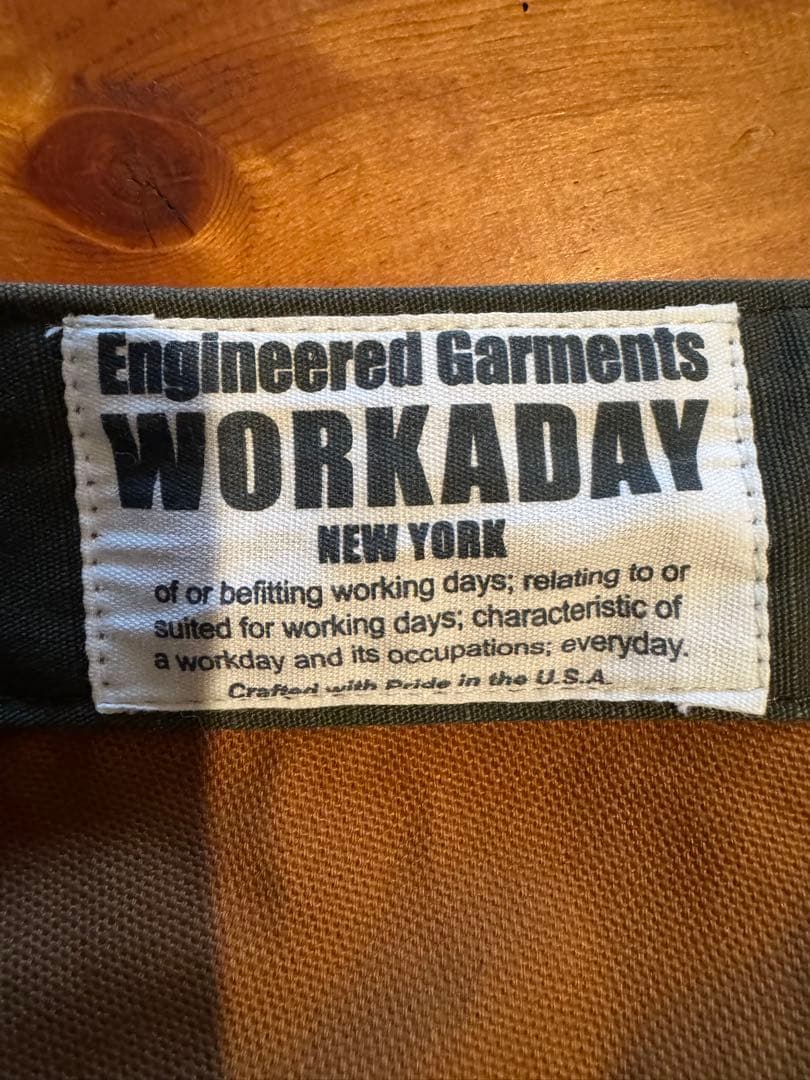 Engineered Garments
WORKADAY
NEW YORK
of or befitting working days; relating to or
suited for working days; characteristic of
a workday and its occupations; everyday.
Crafted with Pride in the U.S.A.